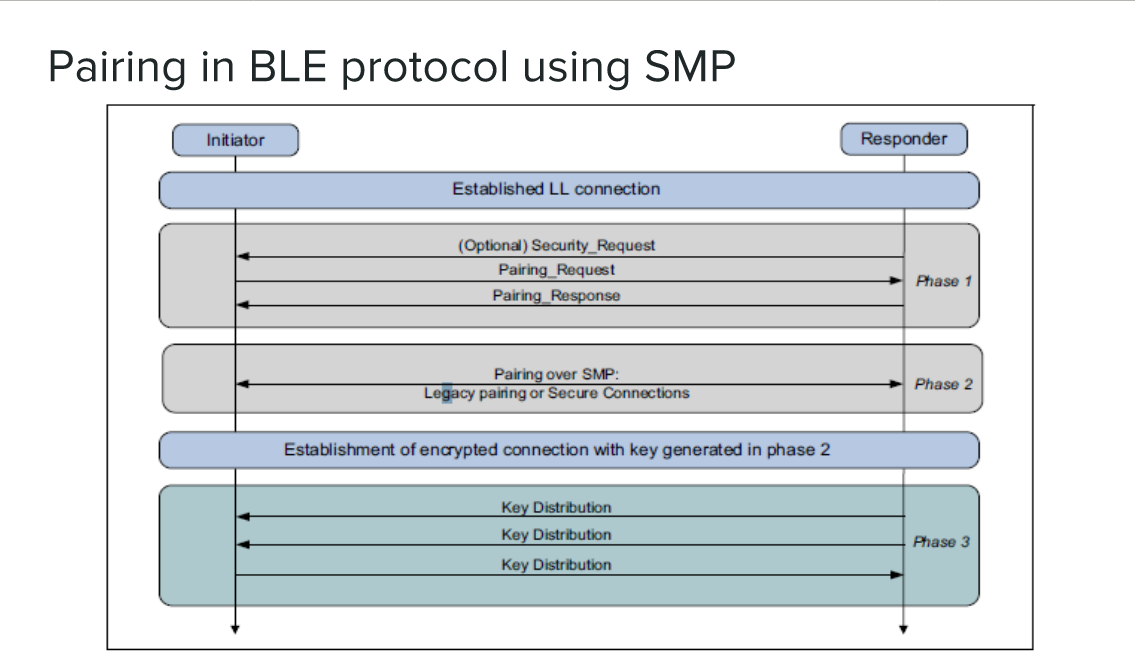 Pairing in BLE protocol using SMP
Initiator
Responder
Established LL connection
(Optional) Security_Request
Pairing_Request
Pairing_Response
Phase 1
Pairing over SMP:
Legacy pairing or Secure Connections
Phase 2
Establishment of encrypted connection with key generated in phase 2
Key Distribution
Key Distribution
Key Distribution
Phase 3